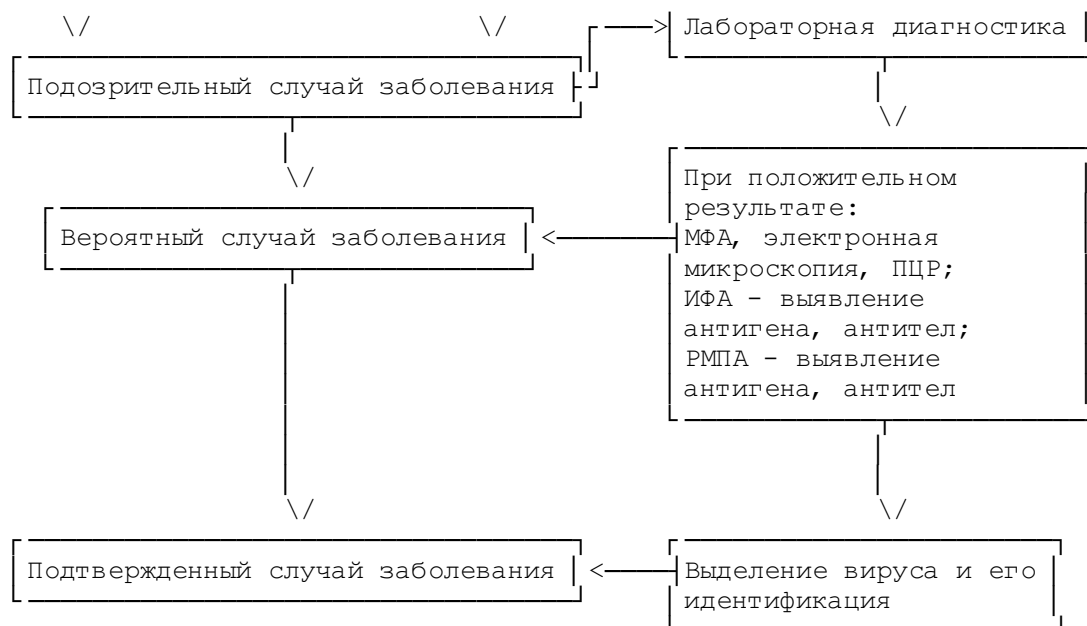 Лабораторная диагностика
Подозрительный случай заболевания
При положительном
результате:
МФА, электронная
микроскопия, ПЦР;
ИФА - выявление
антигена, антител;
РМПА - выявление
антигена, антител
Вероятный случай заболевания
Подтвержденный случай заболевания
Выделение вируса и его
идентификация